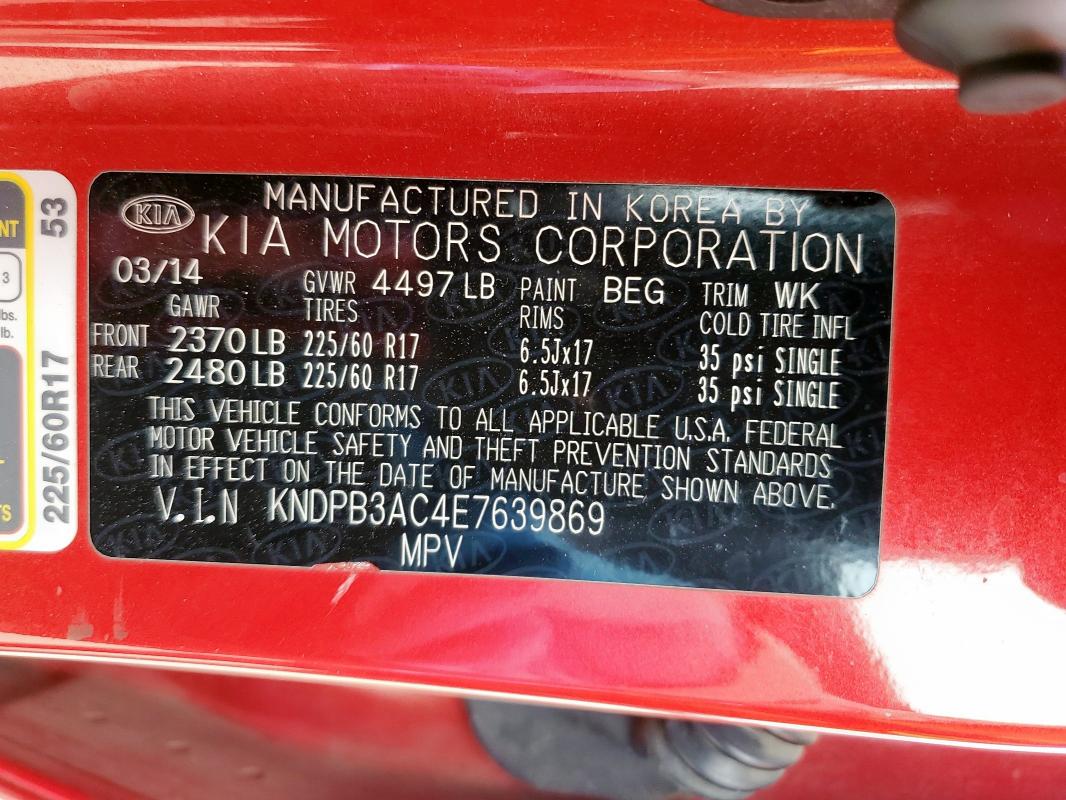 KIA
MANUFACTURED IN KOREA BY
KIA MOTORS CORPORATION
03/14 GVWR 4497 LB PAINT BEG TRIM WK
GAWR TIRES RIMS COLD TIRE INFL
FRONT 2370 LB 225/60 R17 6.5Jx17 35 psi SINGLE
REAR 2480 LB 225/60 R17 6.5Jx17 35 psi SINGLE
THIS VEHICLE CONFORMS TO ALL APPLICABLE U.S.A. FEDERAL
MOTOR VEHICLE SAFETY AND THEFT PREVENTION STANDARDS
IN EFFECT ON THE DATE OF MANUFACTURE SHOWN ABOVE.
V.I.N KNDPB3AC4E7639869
MPV
225/60R17 53
3
lbs.
lb.